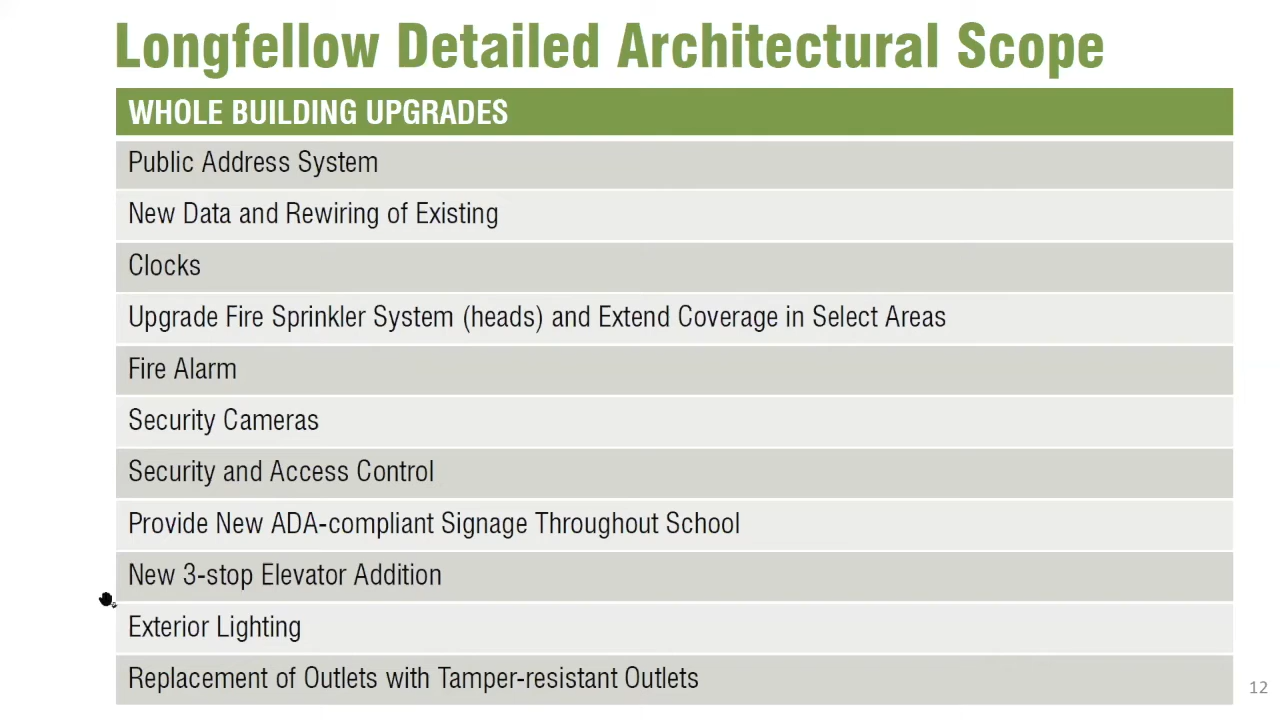 Longfellow Detailed Architectural Scope
WHOLE BUILDING UPGRADES
Public Address System
New Data and Rewiring of Existing
Clocks
Upgrade Fire Sprinkler System (heads) and Extend Coverage in Select Areas
Fire Alarm
Security Cameras
Security and Access Control
Provide New ADA-compliant Signage Throughout School
New 3-stop Elevator Addition
Exterior Lighting
Replacement of Outlets with Tamper-resistant Outlets
12